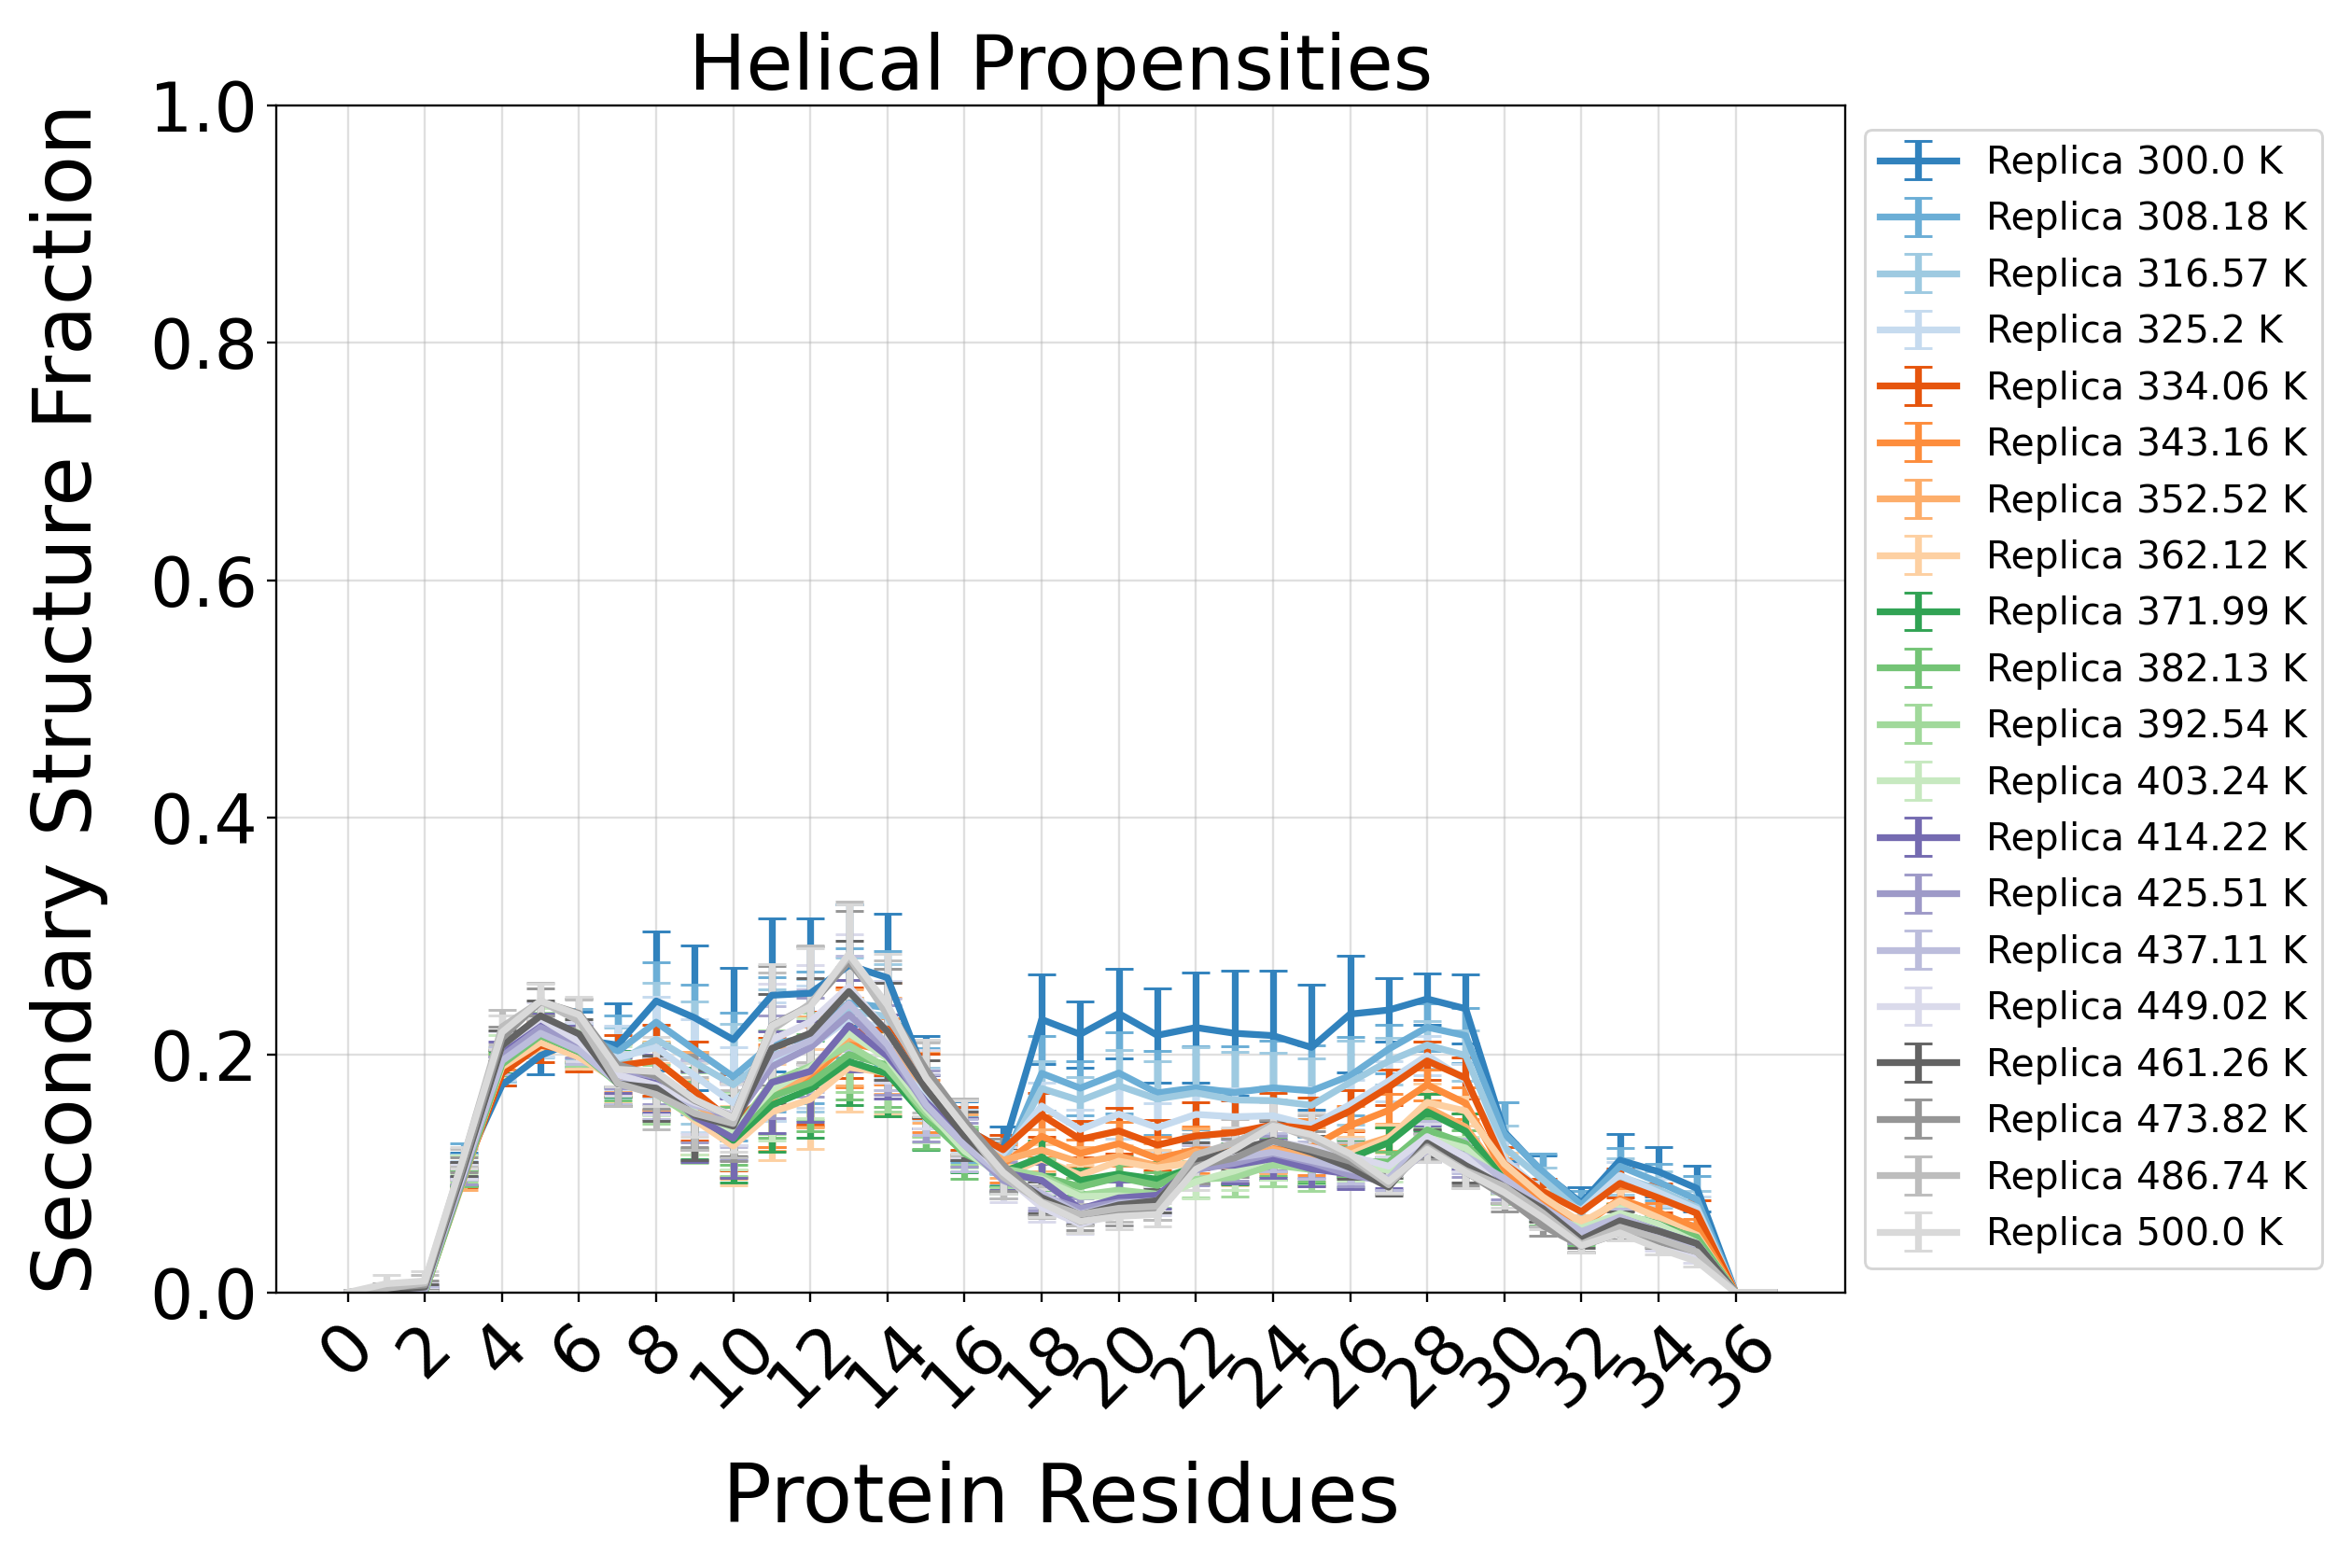 Helical Propensities
Secondary Structure Fraction
1.0
0.8
0.6
0.4
0.2
0.0
0 2 4 6 8 10 12 14 16 18 20 22 24 26 28 30 32 34 36
Protein Residues
Replica 300.0 K
Replica 308.18 K
Replica 316.57 K
Replica 325.2 K
Replica 334.06 K
Replica 343.16 K
Replica 352.52 K
Replica 362.12 K
Replica 371.99 K
Replica 382.13 K
Replica 392.54 K
Replica 403.24 K
Replica 414.22 K
Replica 425.51 K
Replica 437.11 K
Replica 449.02 K
Replica 461.26 K
Replica 473.82 K
Replica 486.74 K
Replica 500.0 K